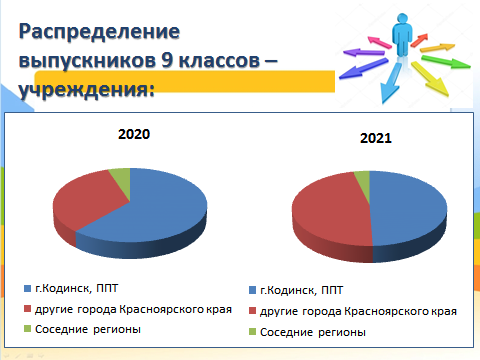 Распределение
выпускников 9 классов –
учреждения:
2020
г.Кодинск, ППТ
другие города Красноярского края
Соседние регионы
2021
г.Кодинск, ППТ
другие города Красноярского края
Соседние регионы